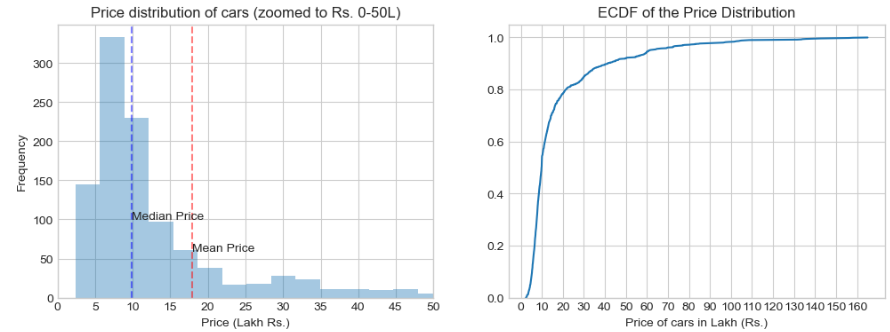 Price distribution of cars (zoomed to Rs. 0-50L)
Frequency
300
250
200
150
100
50
0
Median Price
Mean Price
0 5 10 15 20 25 30 35 40 45 50
Price (Lakh Rs.)
ECDF of the Price Distribution
1.0
0.8
0.6
0.4
0.2
0.0
0 10 20 30 40 50 60 70 80 90 100 110 120 130 140 150 160
Price of cars in Lakh (Rs.)